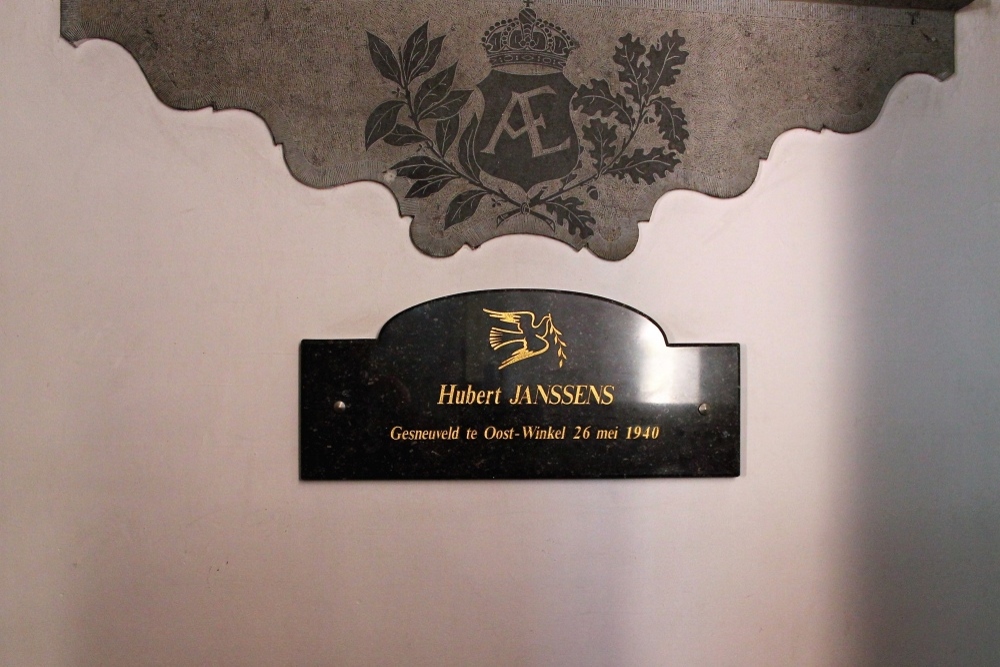 Æ
Hubert JANSSENS
Gesneuveld te Oost-Winkel 26 mei 1940